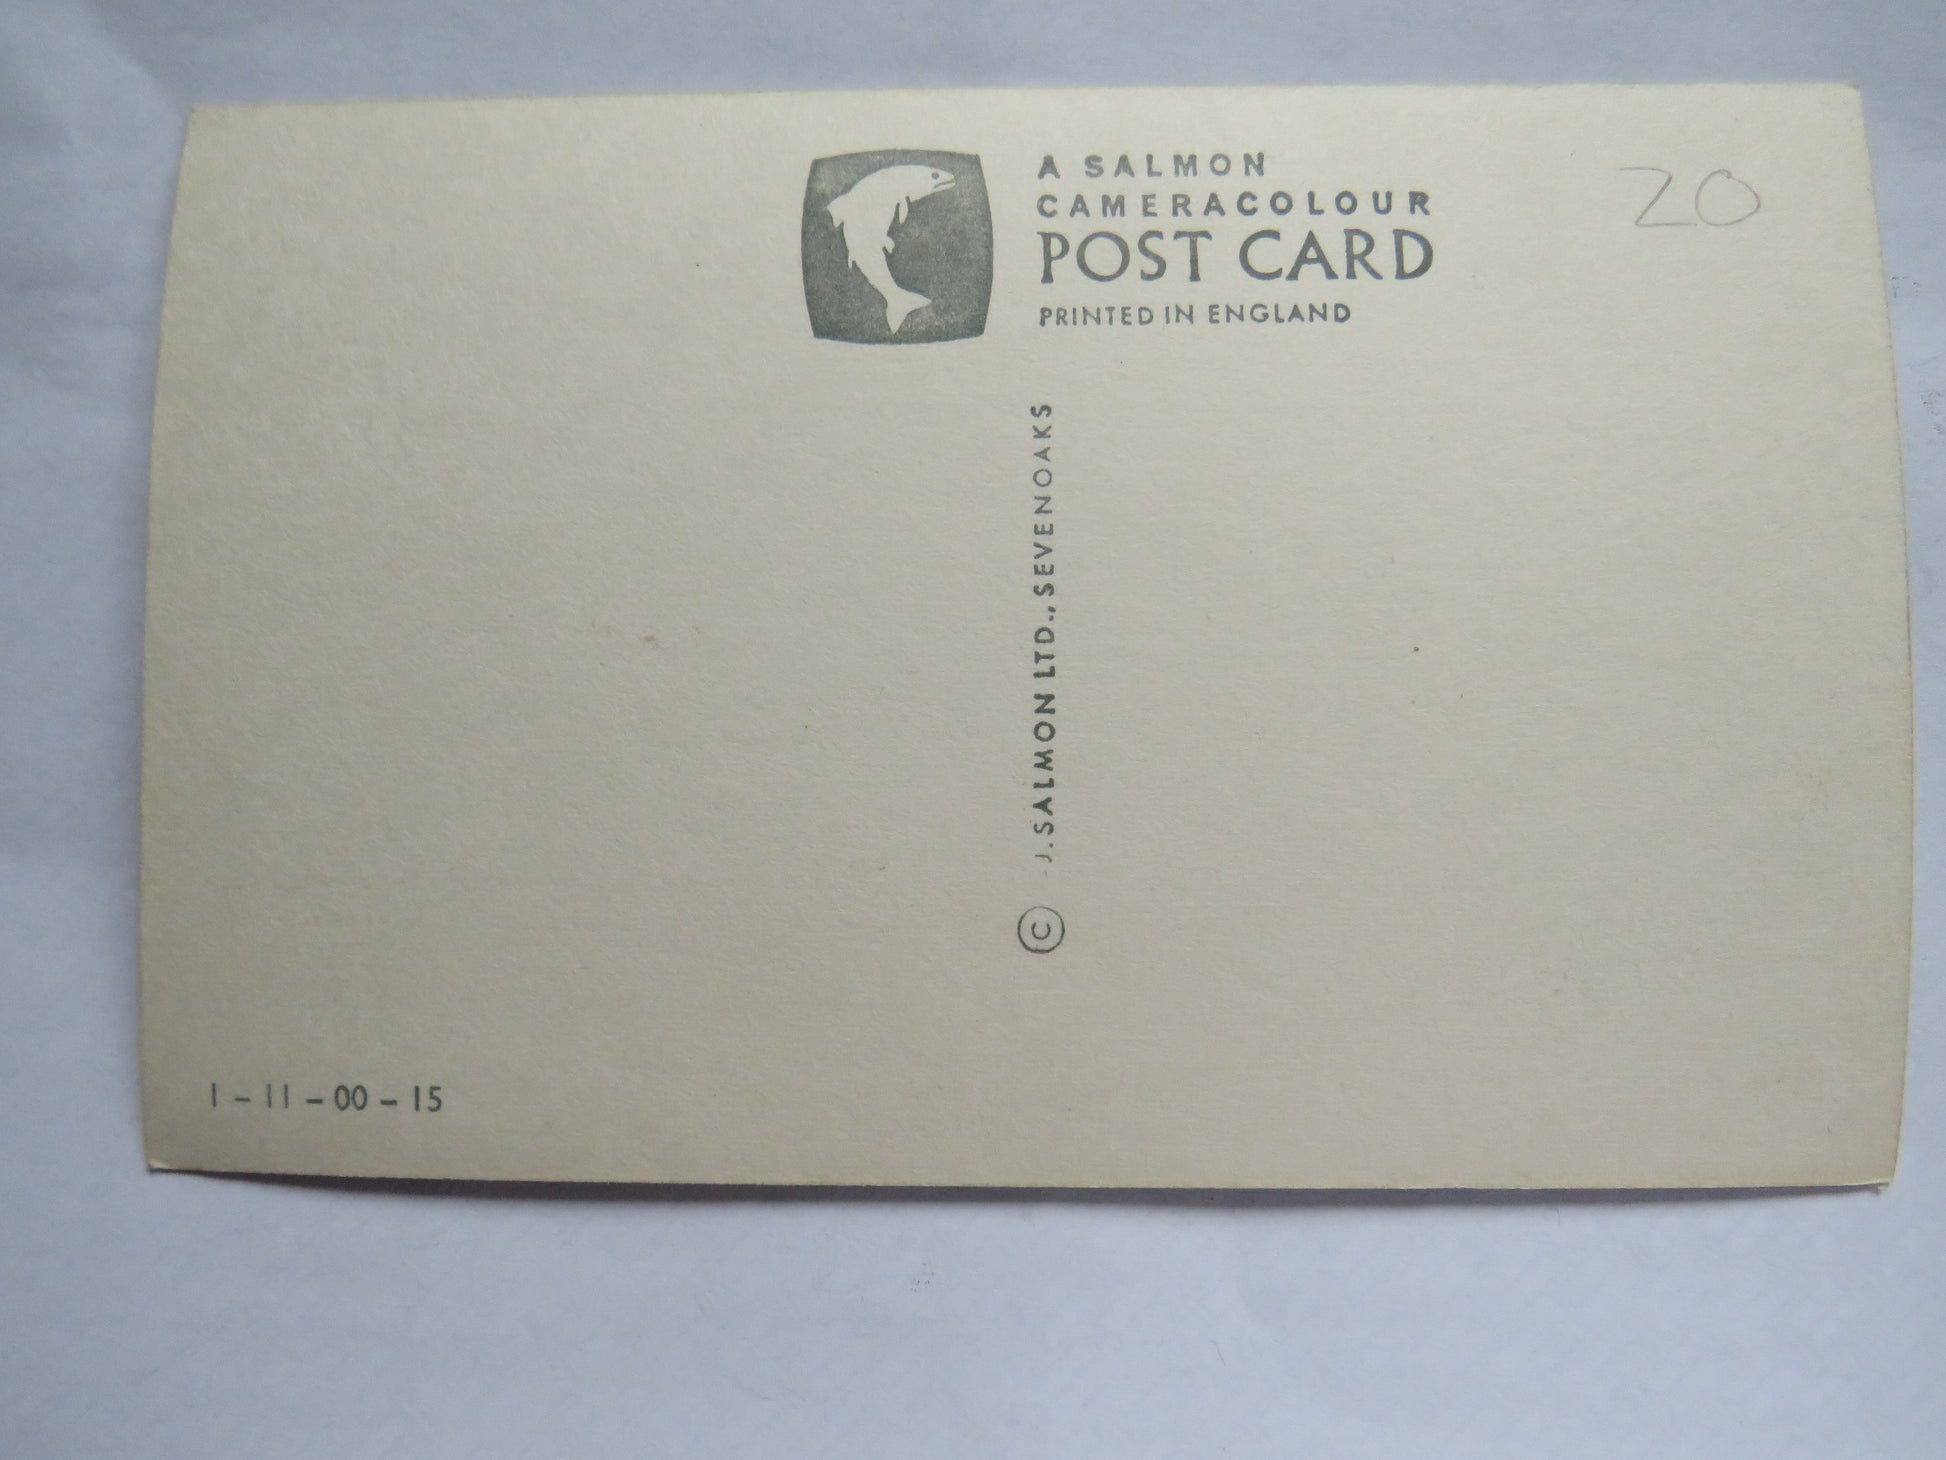 A SALMON
CAMERACOLOUR
POST CARD
PRINTED IN ENGLAND
20
© J. SALMON LTD., SEVENOAKS
1 - 11 - 00 - 15